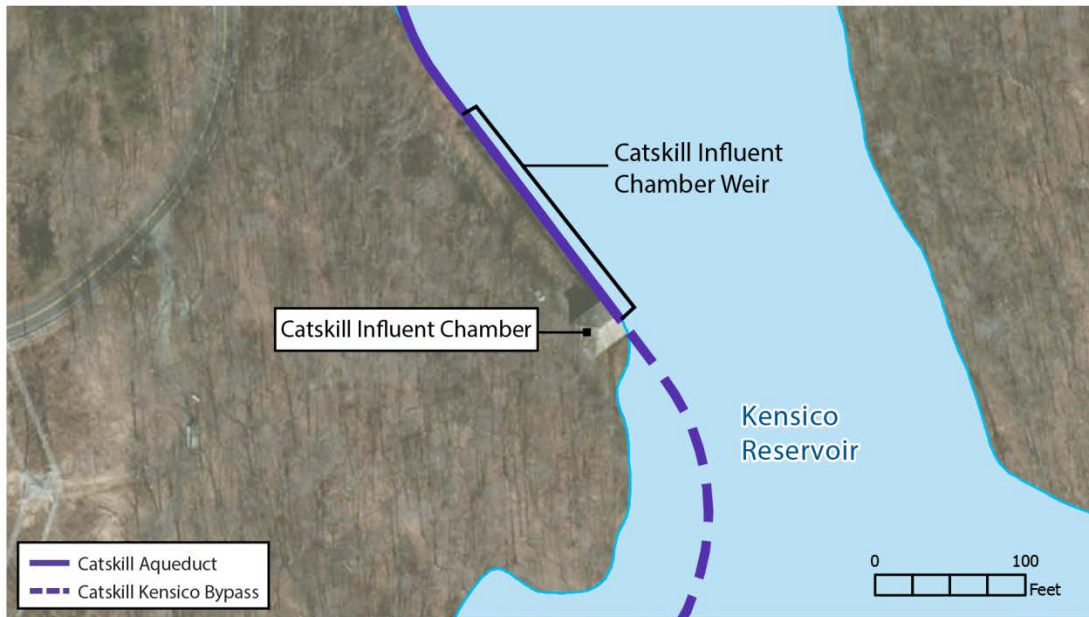 Catskill Influent
Chamber Weir
Catskill Influent Chamber
Kensico
Reservoir
Catskill Aqueduct
Catskill Kensico Bypass
0 100
Feet